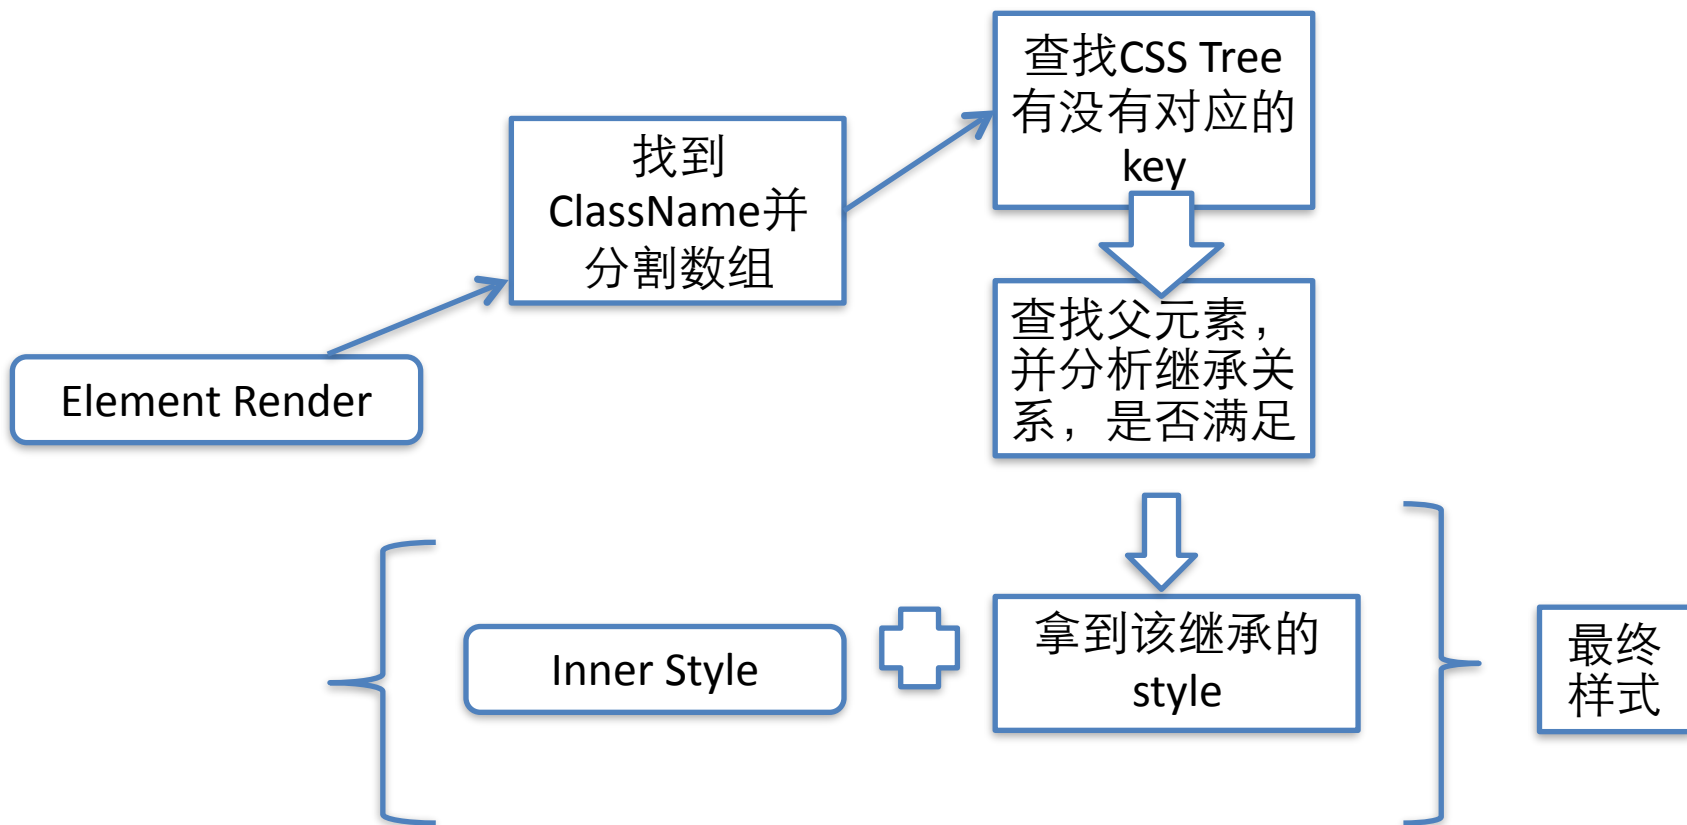 Element Render
找到
ClassName并
分割数组
查找CSS Tree
有没有对应的
key
查找父元素，
并分析继承关
系，是否满足
Inner Style
拿到该继承的
style
最终
样式